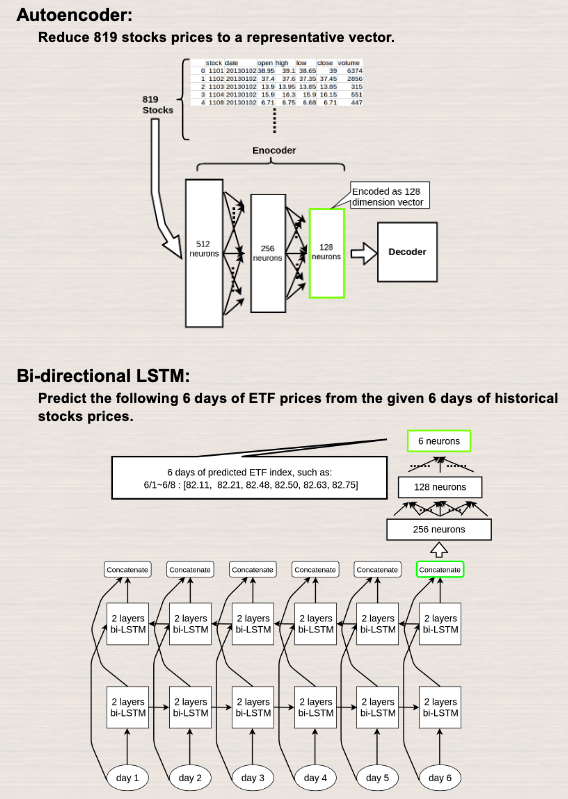 Autoencoder:
Reduce 819 stocks prices to a representative vector.
stock date open high low close volume
0 1101 20130102 38.95 39.1 38.65 39 6374
1 1102 20130102 37.4 37.6 37.35 37.45 2856
2 1103 20130102 13.9 13.95 13.85 13.85 315
3 1104 20130102 15.9 16.3 15.9 16.15 551
4 1108 20130102 6.71 6.75 6.68 6.71 447
819
Stocks
Enocoder
Encoded as 128
dimension vector
512
neurons
256
neurons
128
neurons
Decoder
Bi-directional LSTM:
Predict the following 6 days of ETF prices from the given 6 days of historical
stocks prices.
6 neurons
6 days of predicted ETF index, such as:
6/1~6/8 : [82.11, 82.21, 82.48, 82.50, 82.63, 82.75]
128 neurons
256 neurons
Concatenate Concatenate Concatenate Concatenate Concatenate Concatenate
2 layers 2 layers 2 layers 2 layers 2 layers 2 layers
bi-LSTM bi-LSTM bi-LSTM bi-LSTM bi-LSTM bi-LSTM
2 layers 2 layers 2 layers 2 layers 2 layers 2 layers
bi-LSTM bi-LSTM bi-LSTM bi-LSTM bi-LSTM bi-LSTM
day 1 day 2 day 3 day 4 day 5 day 6